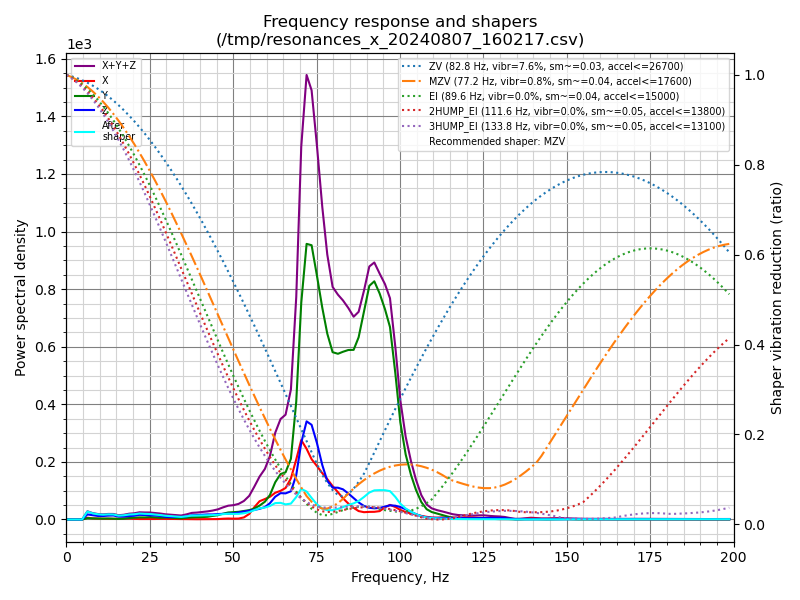 Frequency response and shapers
(/tmp/resonances_x_20240807_160217.csv)
1e3
X+Y+Z
X
Y
After
shaper
ZV (82.8 Hz, vibr=7.6%, sm~=0.03, accel<=26700)
MZV (77.2 Hz, vibr=0.8%, sm~=0.04, accel<=17600)
EI (89.6 Hz, vibr=0.0%, sm~=0.04, accel<=15000)
2HUMP_EI (111.6 Hz, vibr=0.0%, sm~=0.05, accel<=13800)
3HUMP_EI (133.8 Hz, vibr=0.0%, sm~=0.05, accel<=13100)
Recommended shaper: MZV
Power spectral density
1.6
1.4
1.2
1.0
0.8
0.6
0.4
0.2
0.0
1.0
0.8
0.6
0.4
0.2
0.0
Shaper vibration reduction (ratio)
0 25 50 75 100 125 150 175 200
Frequency, Hz